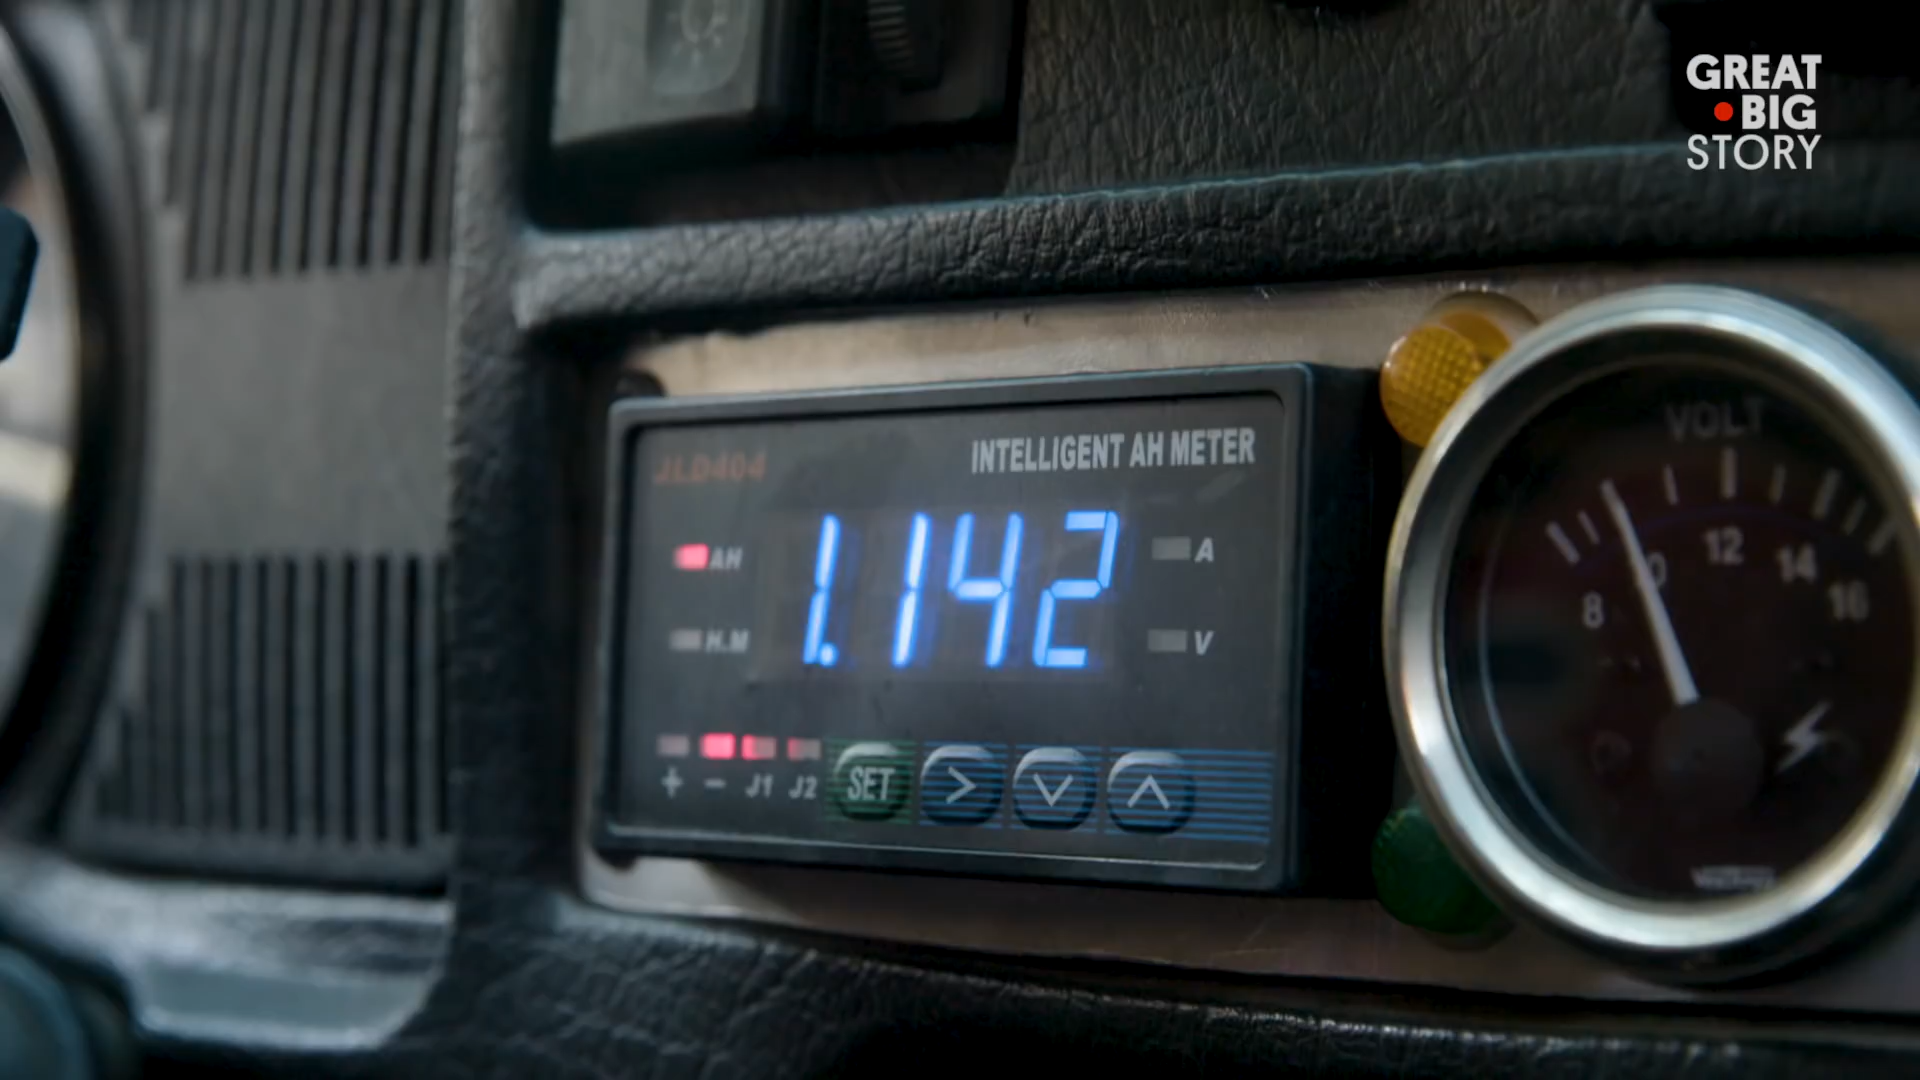 GREAT
BIG
STORY
JLD404
INTELLIGENT AH METER
AH
1.142
A
H.M
V
+ - J1 J2
SET > ∨ ∧
VOLT
8 10 12 14 16